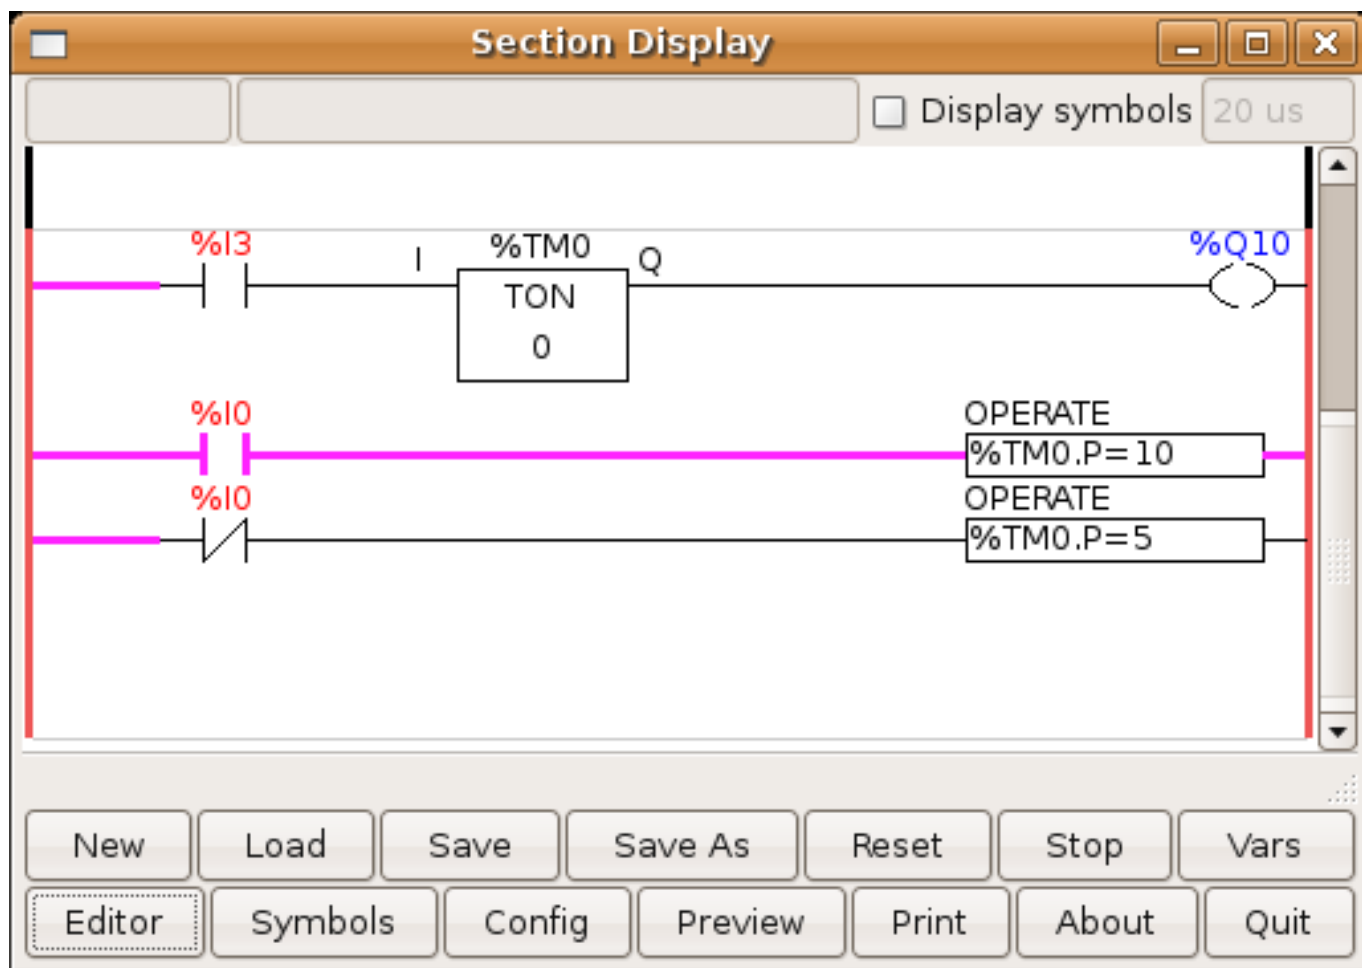 Section Display
Display symbols 20 us
%I3 I %TM0 Q %Q10
TON
0
%I0 OPERATE
%TM0.P=10
%I0 OPERATE
%TM0.P=5
New Load Save Save As Reset Stop Vars
Editor Symbols Config Preview Print About Quit